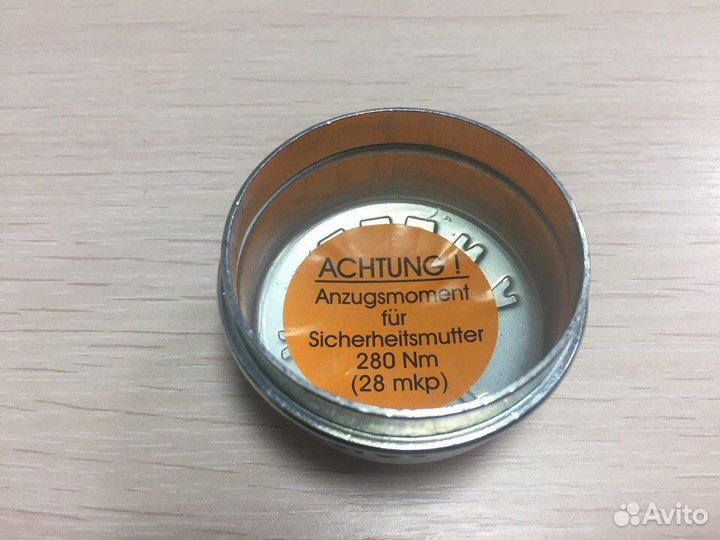 ACHTUNG !
Anzugsmoment
für
Sicherheitsmutter
280 Nm
(28 mkp)
Avito